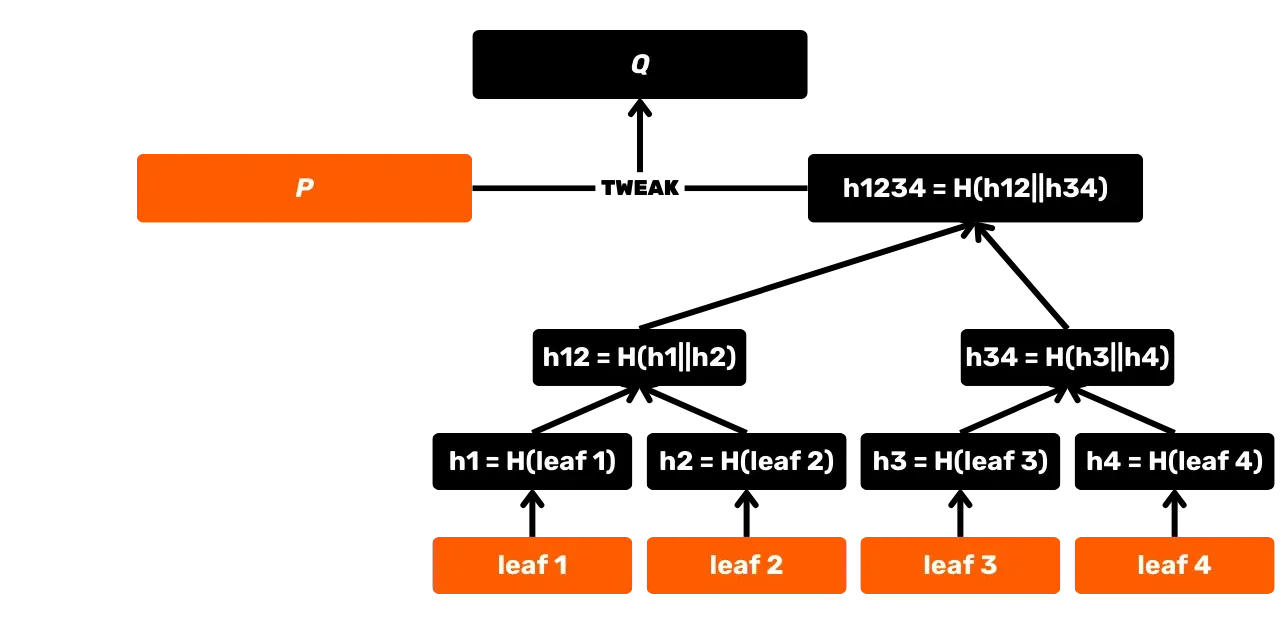 Q
P
TWEAK
h1234 = H(h12||h34)
h12 = H(h1||h2)
h34 = H(h3||h4)
h1 = H(leaf 1)
h2 = H(leaf 2)
h3 = H(leaf 3)
h4 = H(leaf 4)
leaf 1
leaf 2
leaf 3
leaf 4